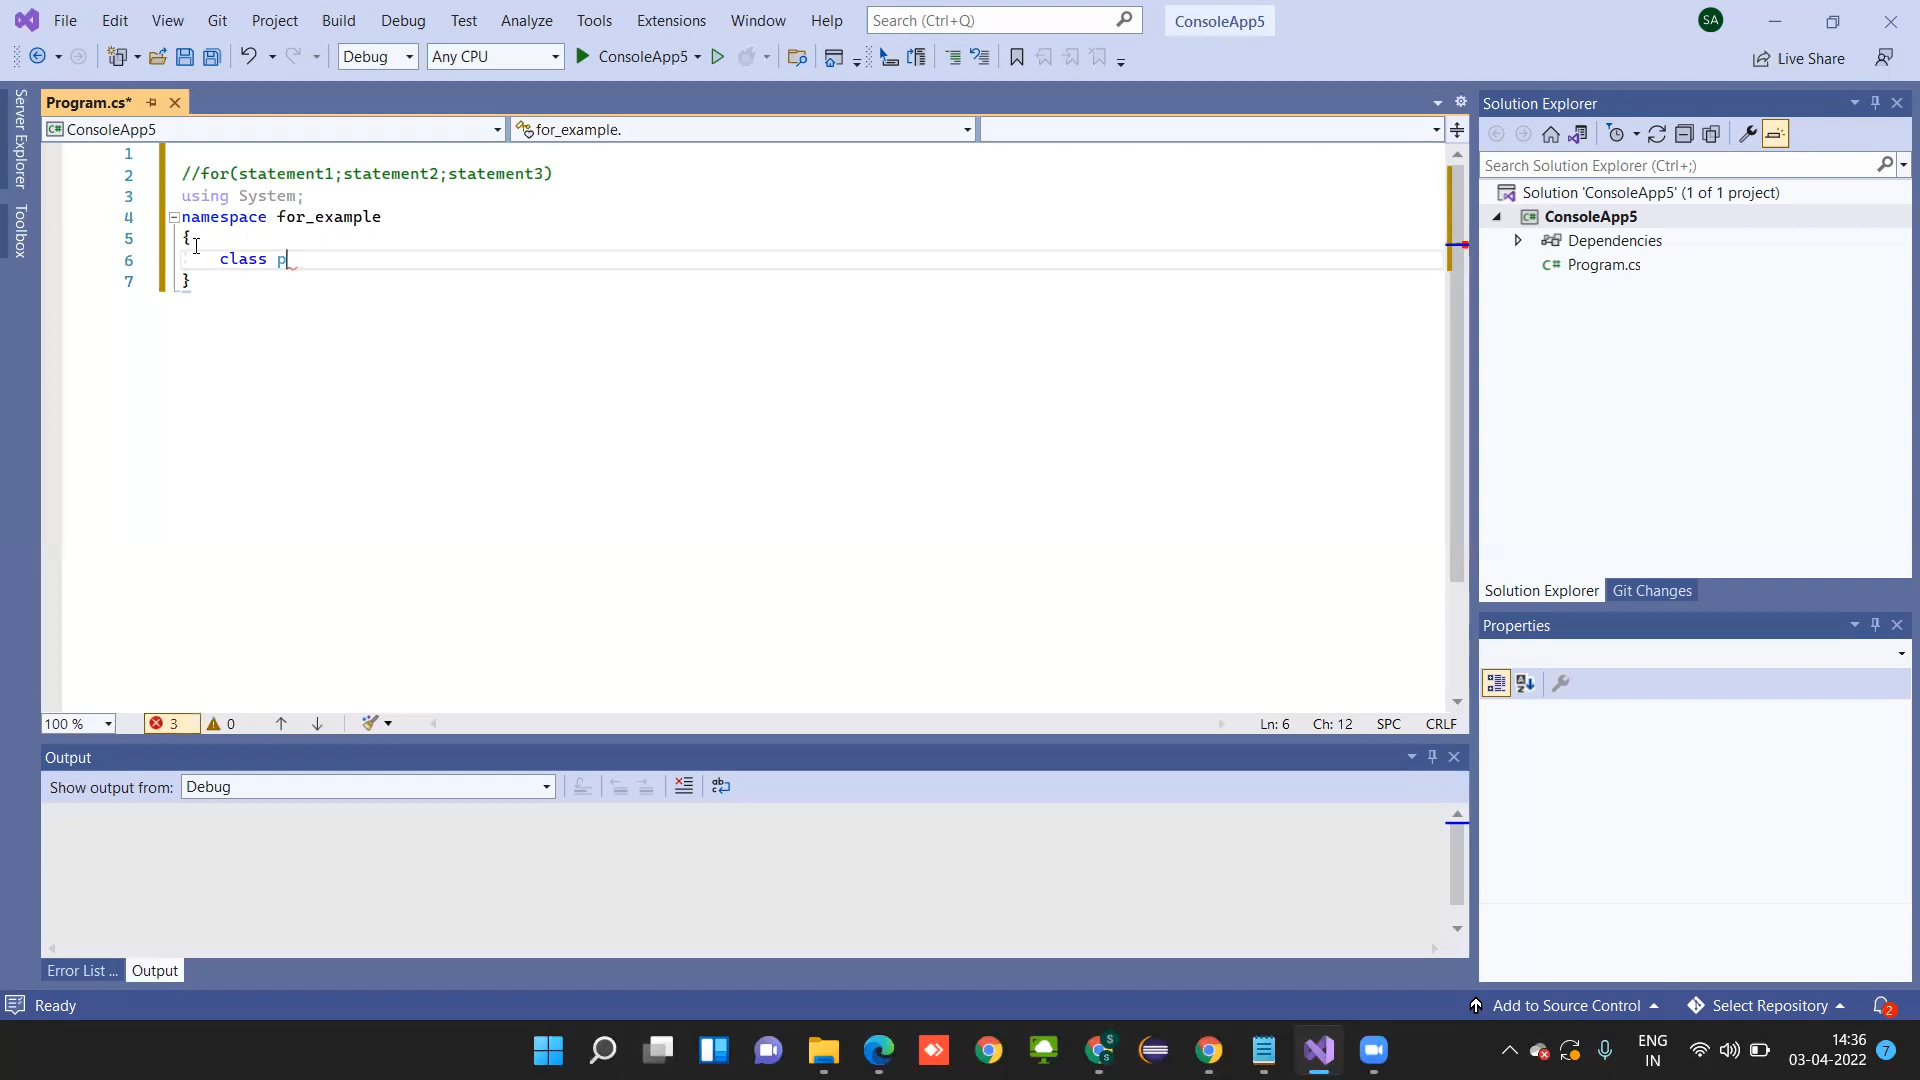 File Edit View Git Project Build Debug Test Analyze Tools Extensions Window Help Search (Ctrl+Q) ConsoleApp5 SA
Debug Any CPU ConsoleApp5 Live Share
Server Explorer
Toolbox
Program.cs*
ConsoleApp5 for_example.
1
2 //for(statement1;statement2;statement3)
3 using System;
4 namespace for_example
5 {
6 class p
7 }
100 % 3 0 Ln: 6 Ch: 12 SPC CRLF
Output
Show output from: Debug
Error List ... Output
Solution Explorer
Search Solution Explorer (Ctrl+;)
Solution 'ConsoleApp5' (1 of 1 project)
ConsoleApp5
Dependencies
C# Program.cs
Solution Explorer Git Changes
Properties
Ready Add to Source Control Select Repository 2
ENG
IN
14:36
03-04-2022
7